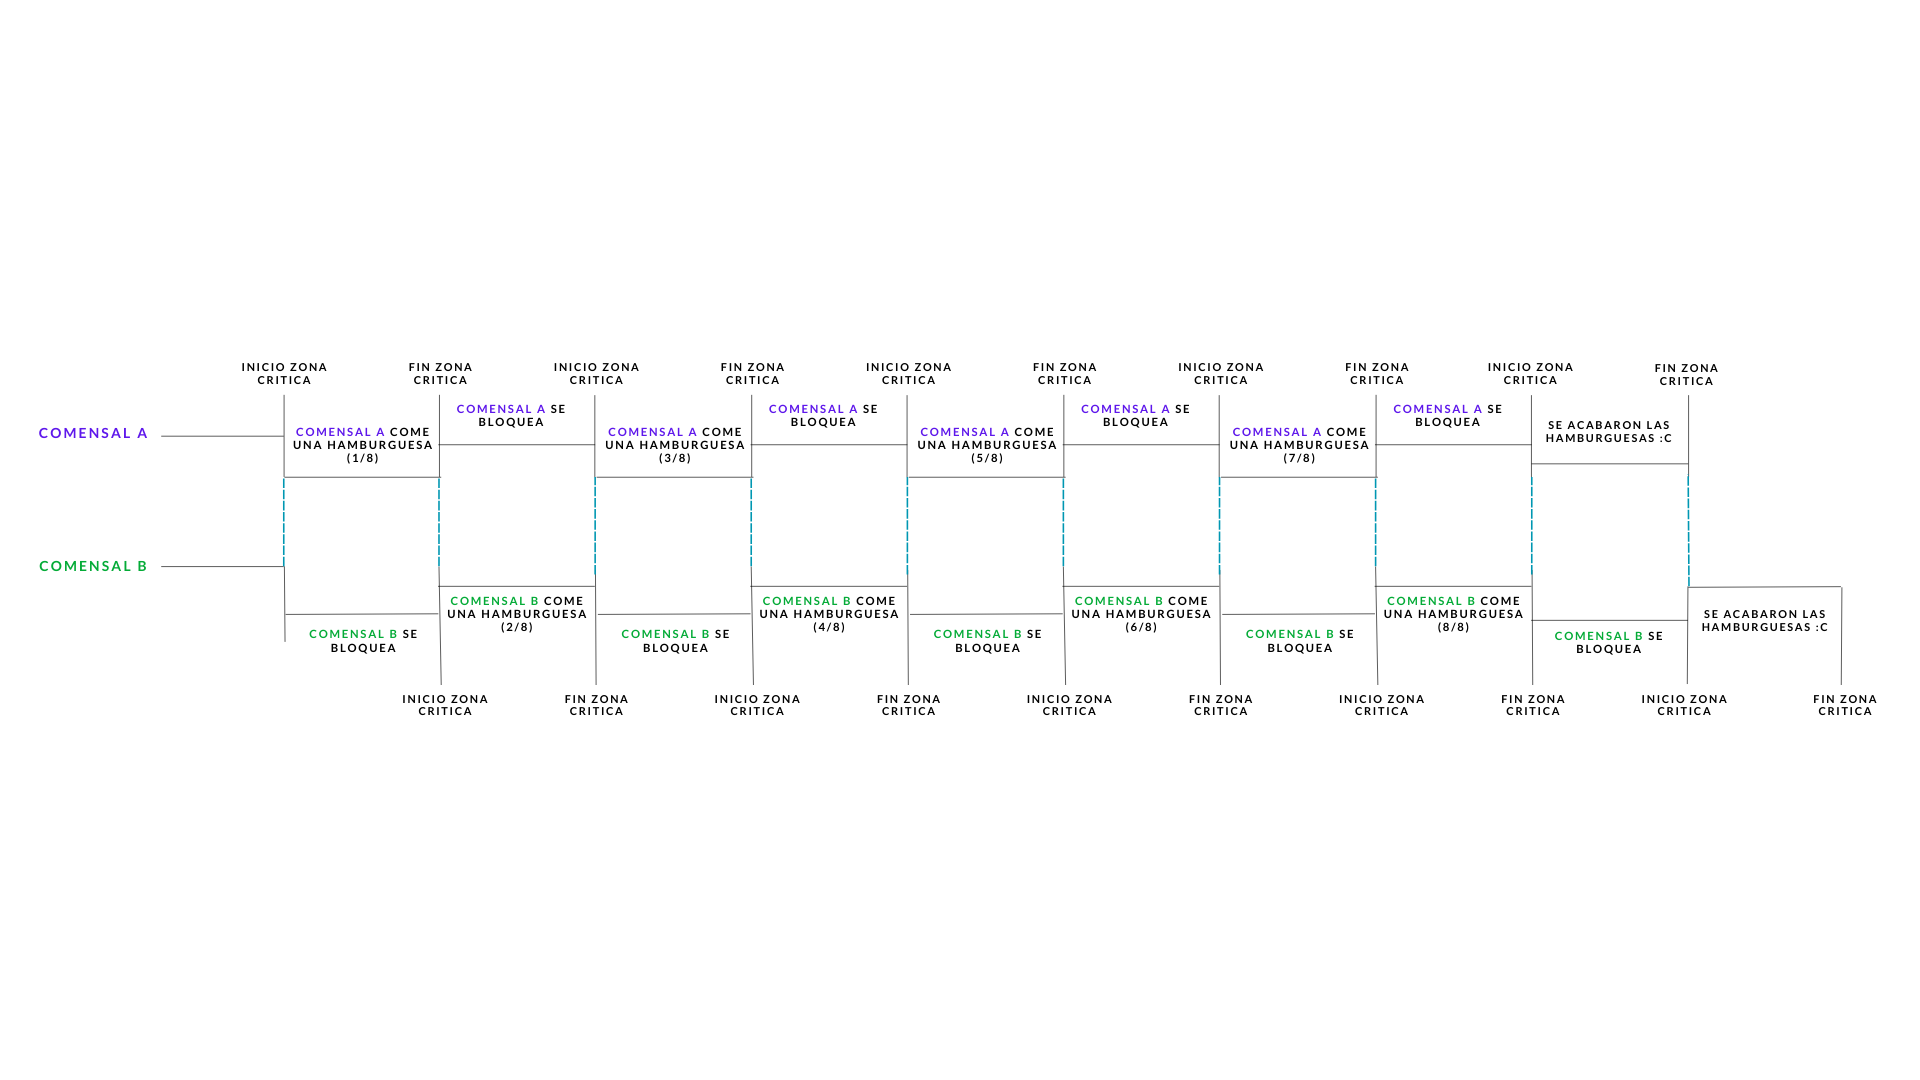 INICIO ZONA
CRITICA
FIN ZONA
CRITICA
INICIO ZONA
CRITICA
FIN ZONA
CRITICA
INICIO ZONA
CRITICA
FIN ZONA
CRITICA
INICIO ZONA
CRITICA
FIN ZONA
CRITICA
INICIO ZONA
CRITICA
FIN ZONA
CRITICA
COMENSAL A
COMENSAL A COME
UNA HAMBURGUESA
(1/8)
COMENSAL A SE
BLOQUEA
COMENSAL A COME
UNA HAMBURGUESA
(3/8)
COMENSAL A SE
BLOQUEA
COMENSAL A COME
UNA HAMBURGUESA
(5/8)
COMENSAL A SE
BLOQUEA
COMENSAL A COME
UNA HAMBURGUESA
(7/8)
COMENSAL A SE
BLOQUEA
SE ACABARON LAS
HAMBURGUESAS :C
COMENSAL B
COMENSAL B SE
BLOQUEA
COMENSAL B COME
UNA HAMBURGUESA
(2/8)
COMENSAL B SE
BLOQUEA
COMENSAL B COME
UNA HAMBURGUESA
(4/8)
COMENSAL B SE
BLOQUEA
COMENSAL B COME
UNA HAMBURGUESA
(6/8)
COMENSAL B SE
BLOQUEA
COMENSAL B COME
UNA HAMBURGUESA
(8/8)
COMENSAL B SE
BLOQUEA
SE ACABARON LAS
HAMBURGUESAS :C
INICIO ZONA
CRITICA
FIN ZONA
CRITICA
INICIO ZONA
CRITICA
FIN ZONA
CRITICA
INICIO ZONA
CRITICA
FIN ZONA
CRITICA
INICIO ZONA
CRITICA
FIN ZONA
CRITICA
INICIO ZONA
CRITICA
FIN ZONA
CRITICA